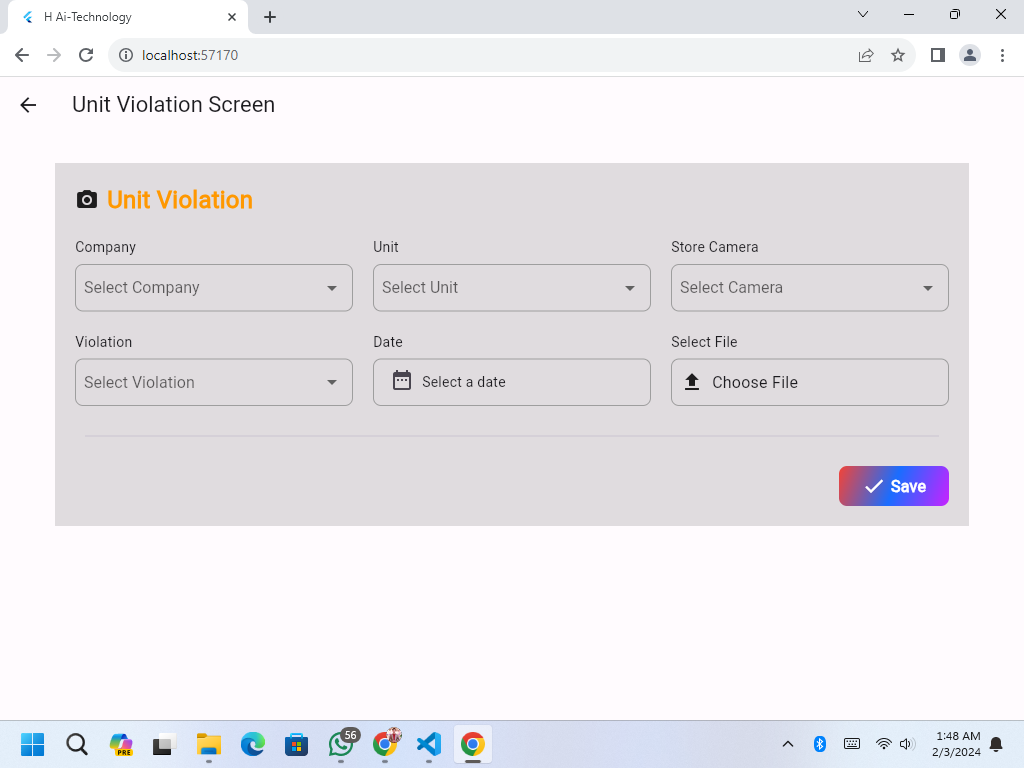 H Ai-Technology
localhost:57170
Unit Violation Screen
Unit Violation
Company Unit Store Camera
Select Company Select Unit Select Camera
Violation Date Select File
Select Violation Select a date Choose File
Save
PRE
56
1:48 AM
2/3/2024